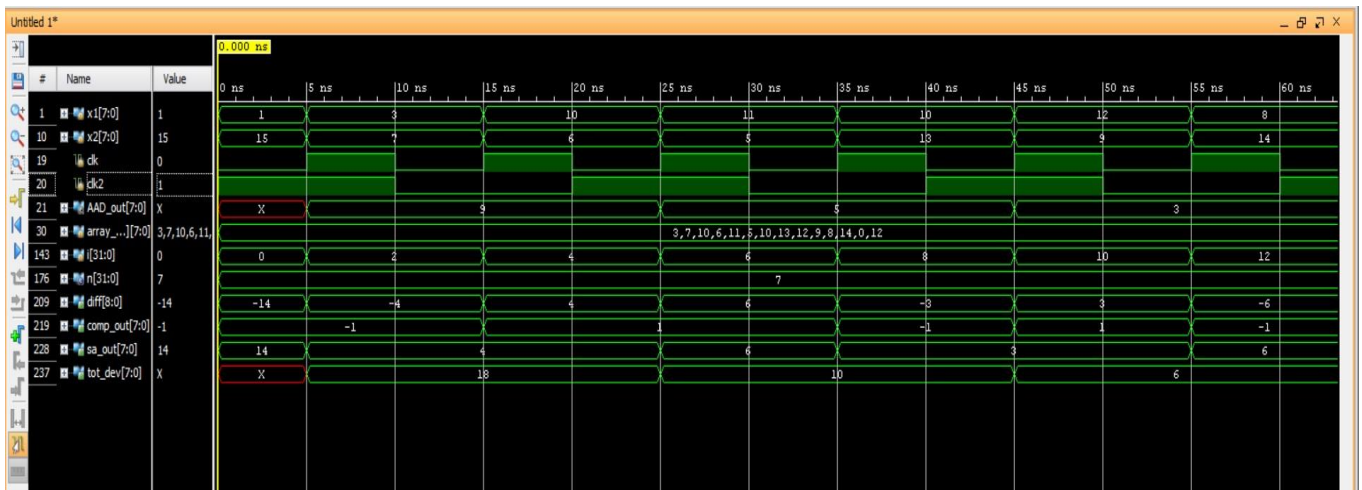 Untitled 1*
0.000 ns
# Name Value 0 ns 5 ns 10 ns 15 ns 20 ns 25 ns 30 ns 35 ns 40 ns 45 ns 50 ns 55 ns 60 ns
1 x1[7:0] 1 1 3 10 11 10 12 8
10 x2[7:0] 15 15 7 6 5 13 9 14
19 clk 0
20 clk2 1
21 AAD_out[7:0] X X 9 5 3
30 array_...][7:0] 3,7,10,6,11, 3,7,10,6,11,5,10,13,12,9,8,14,0,12
143 i[31:0] 0 0 2 4 6 8 10 12
176 n[31:0] 7 7
209 diff[8:0] -14 -14 -4 4 6 -3 3 -6
219 comp_out[7:0] -1 -1 1 -1 1 -1
228 sa_out[7:0] 14 14 4 6 3 6
237 tot_dev[7:0] X X 18 10 6